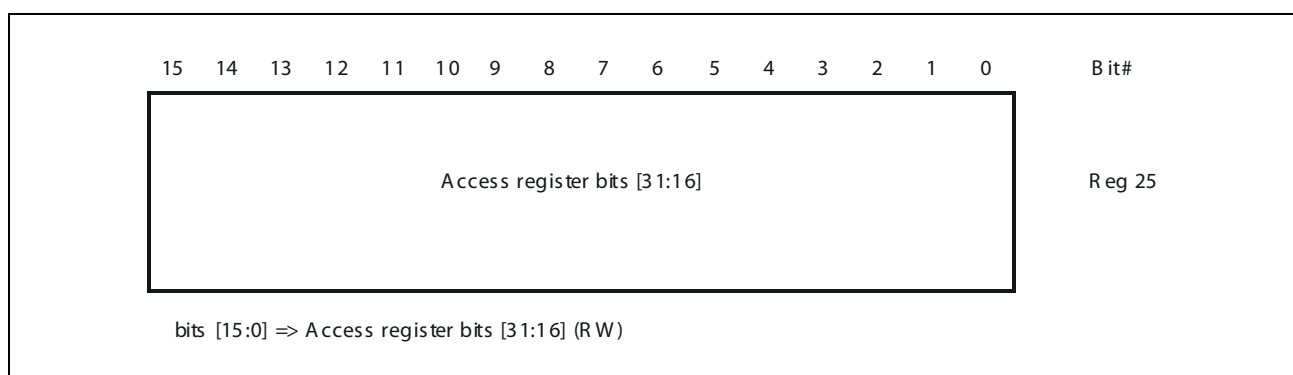 15 14 13 12 11 10 9 8 7 6 5 4 3 2 1 0 Bit#
Access register bits [31:16] Reg 25
bits [15:0] => Access register bits [31:16] (RW)